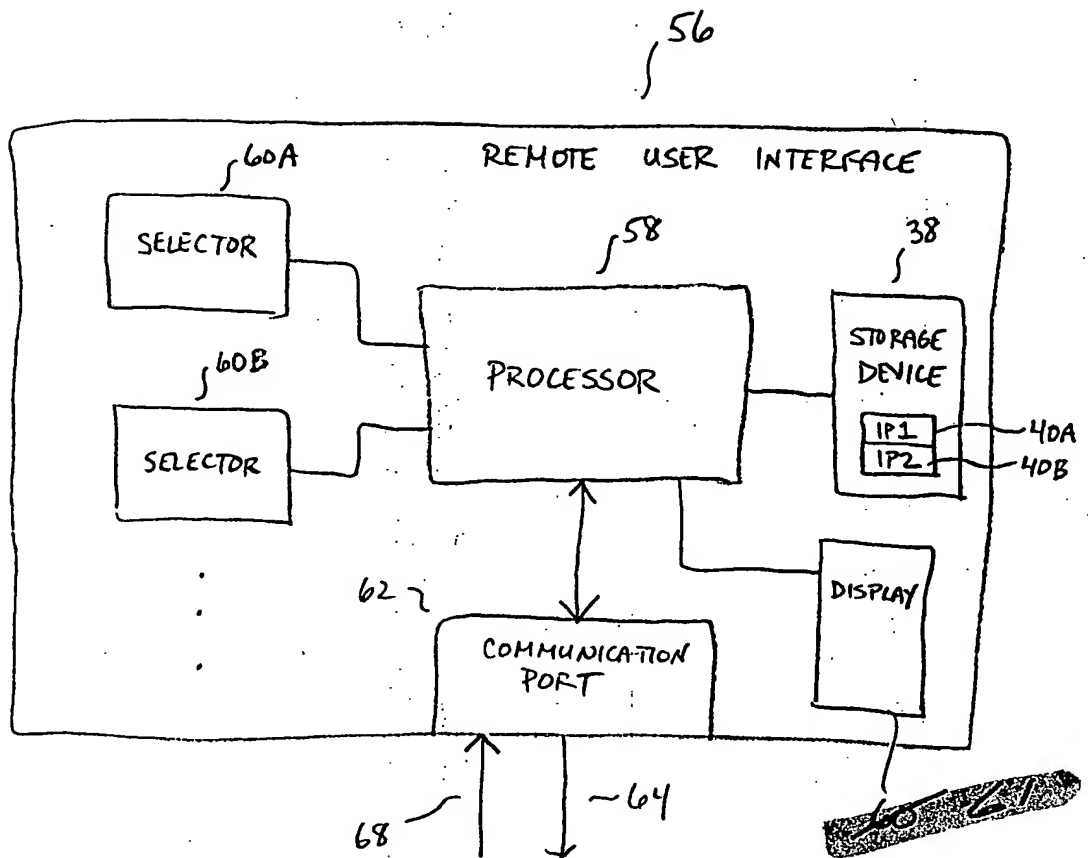 56
REMOTE USER INTERFACE
60A
SELECTOR
58
PROCESSOR
38
STORAGE
DEVICE
IP1
40A
IP2
40B
60B
SELECTOR
62
COMMUNICATION
PORT
DISPLAY
68
64
61